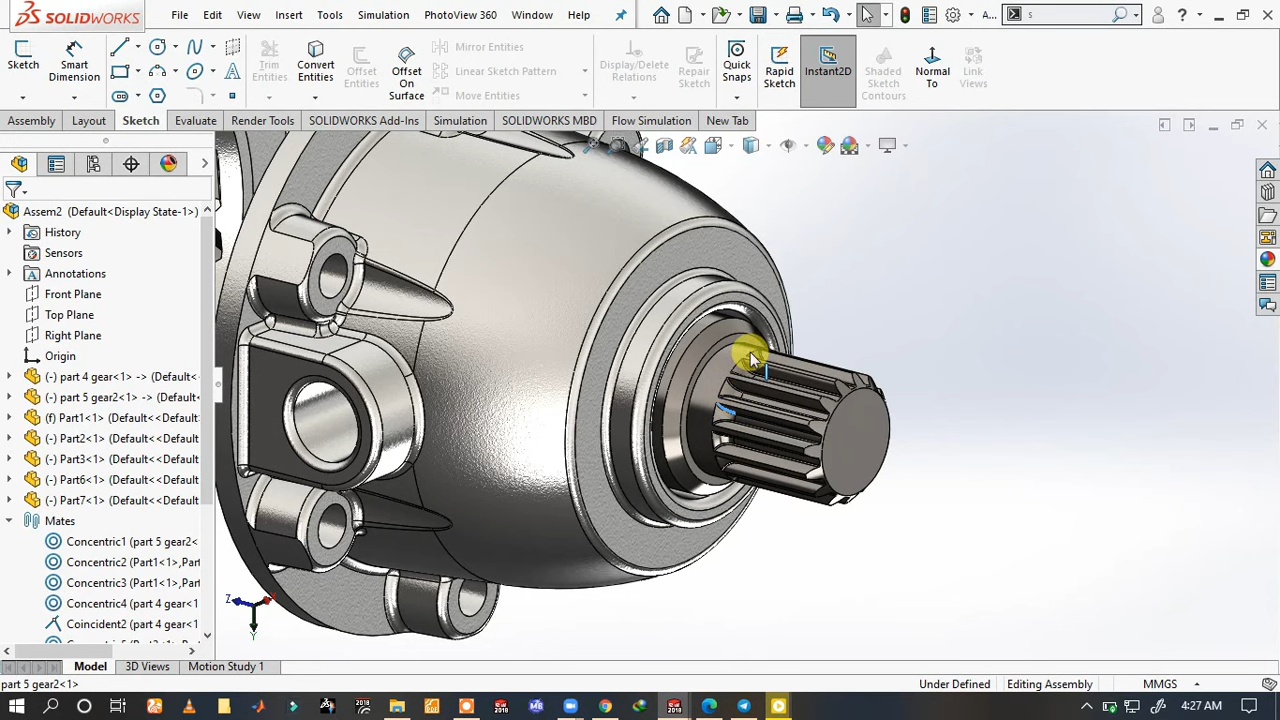 SOLIDWORKS
File Edit View Insert Tools Simulation PhotoView 360 Window Help
A...
s
Sketch
Smart Dimension
Trim Entities
Convert Entities
Offset Entities
Offset On Surface
Mirror Entities
Linear Sketch Pattern
Move Entities
Display/Delete Relations
Repair Sketch
Quick Snaps
Rapid Sketch
Instant2D
Shaded Sketch Contours
Normal To
Link Views
Assembly Layout Sketch Evaluate Render Tools SOLIDWORKS Add-Ins Simulation SOLIDWORKS MBD Flow Simulation New Tab
Assem2 (Default<Display State-1>)
History
Sensors
Annotations
Front Plane
Top Plane
Right Plane
Origin
(-) part 4 gear<1> -> (Default<
(-) part 5 gear2<1> -> (Default
(f) Part1<1> (Default<<Default
(-) Part2<1> (Default<<Default
(-) Part3<1> (Default<<Default
(-) Part6<1> (Default<<Default
(-) Part7<1> (Default<<Default
Mates
Concentric1 (part 5 gear2<
Concentric2 (Part1<1>,Part
Concentric3 (Part1<1>,Part
Concentric4 (part 4 gear<1
Coincident2 (part 4 gear<1
Z
Y
Model 3D Views Motion Study 1
part 5 gear2<1> Under Defined Editing Assembly MMGS
4:27 AM